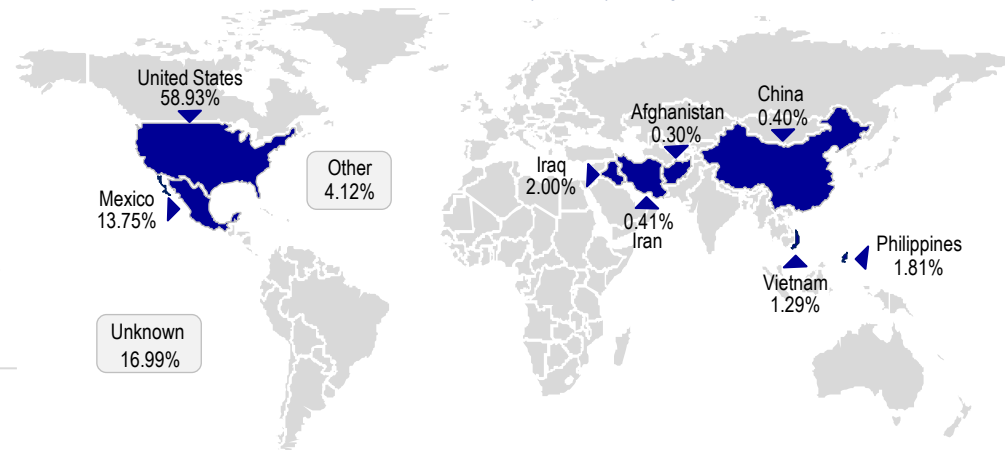 United States
58.93%
Mexico
13.75%
Other
4.12%
Unknown
16.99%
Iraq
2.00%
Afghanistan
0.30%
China
0.40%
0.41%
Iran
Vietnam
1.29%
Philippines
1.81%